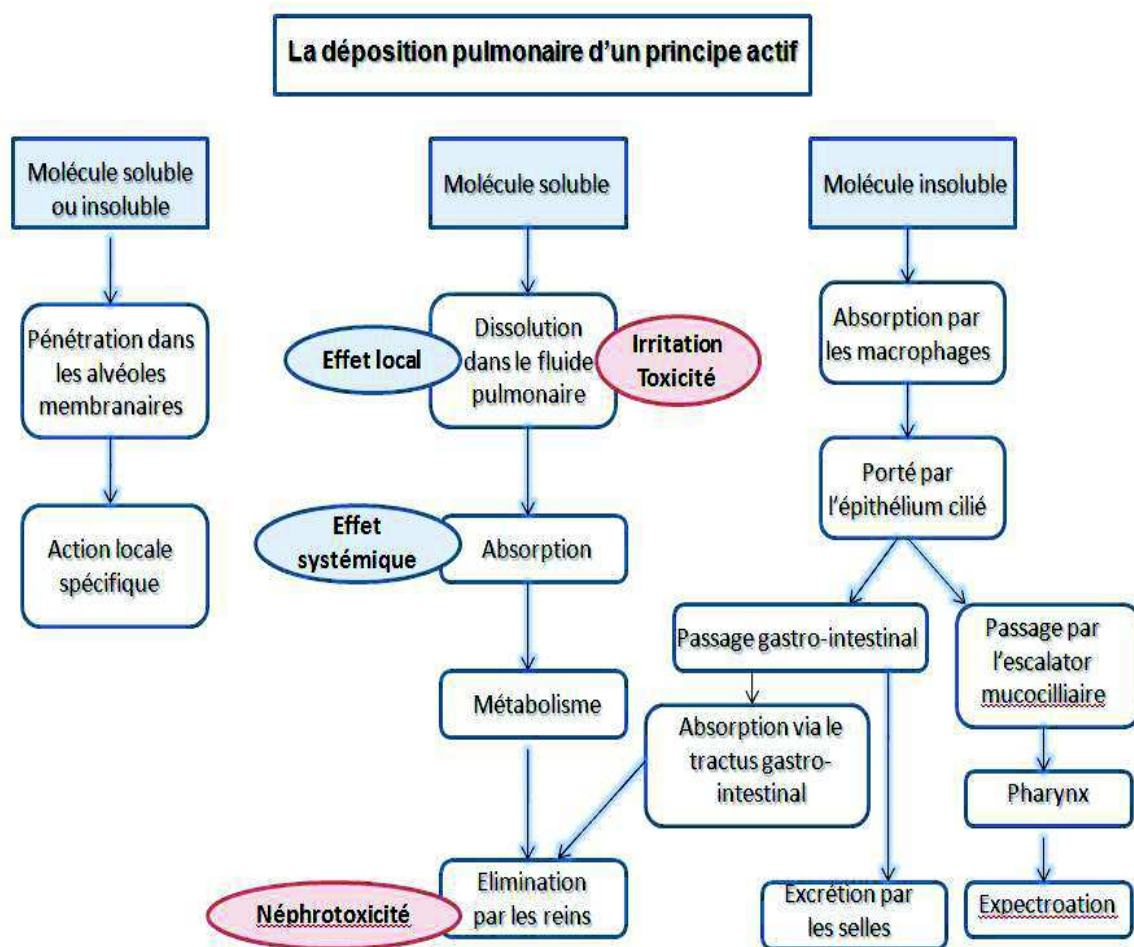 La déposition pulmonaire d'un principe actif
Molécule soluble
ou insoluble
Molécule soluble
Molécule insoluble
Pénétration dans
les alvéoles
membranaires
Effet local
Dissolution
dans le fluide
pulmonaire
Irritation
Toxicité
Absorption par
les macrophages
Porté par
l'épithélium cilié
Action locale
spécifique
Effet
systémique
Absorption
Passage gastro-intestinal
Passage par
l'escalator
mucocilliaire
Métabolisme
Absorption via le
tractus gastro-
intestinal
Pharynx
Néphrotoxicité
Elimination
par les reins
Excrétion par
les selles
Expectroation